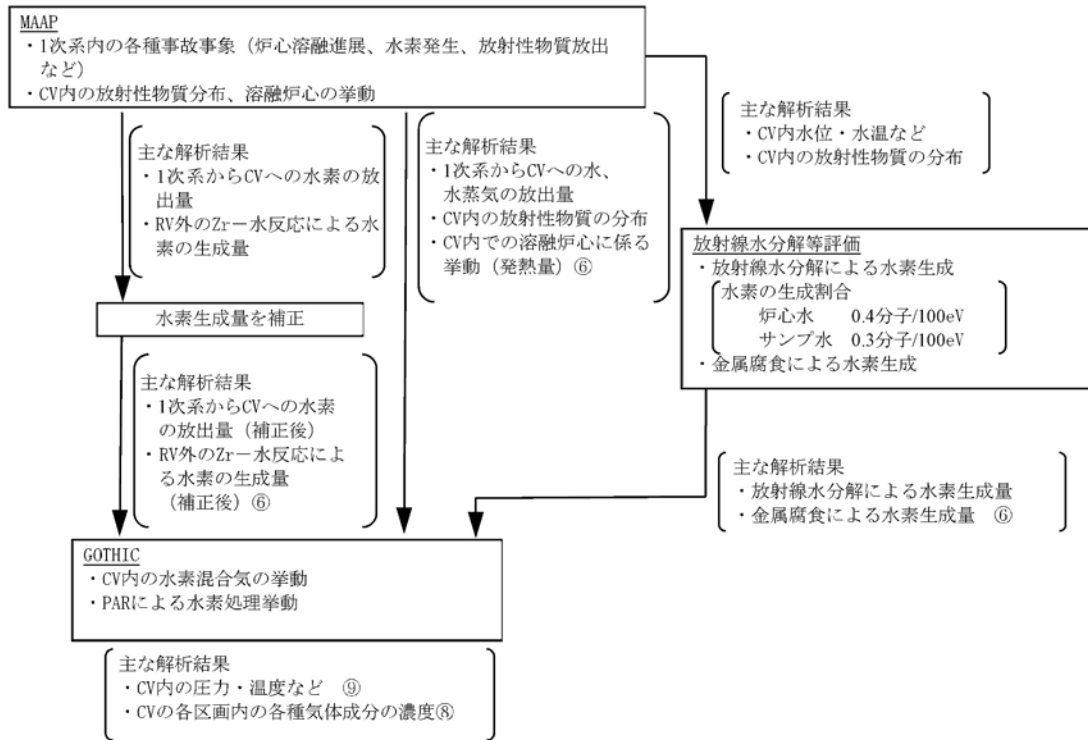 MAAP
・1次系内の各種事故事象（炉心溶融進展、水素発生、放射性物質放出
など）
・CV内の放射性物質分布、溶融炉心の挙動
主な解析結果
・1次系からCVへの水素の放
出量
・RV外のZr－水反応による水
素の生成量
主な解析結果
・1次系からCVへの水、
水蒸気の放出量
・CV内の放射性物質の分布
・CV内での溶融炉心に係る
挙動（発熱量）⑥
主な解析結果
・CV内水位・水温など
・CV内の放射性物質の分布
水素生成量を補正
放射線水分解等評価
・放射線水分解による水素生成
水素の生成割合
炉心水 0.4分子/100eV
サンプ水 0.3分子/100eV
・金属腐食による水素生成
主な解析結果
・1次系からCVへの水素
の放出量（補正後）
・RV外のZr－水反応によ
る水素の生成量
（補正後）⑥
主な解析結果
・放射線水分解による水素生成量
・金属腐食による水素生成量 ⑥
GOTHIC
・CV内の水素混合気の挙動
・PARによる水素処理挙動
主な解析結果
・CV内の圧力・温度など ⑨
・CVの各区画内の各種気体成分の濃度⑧